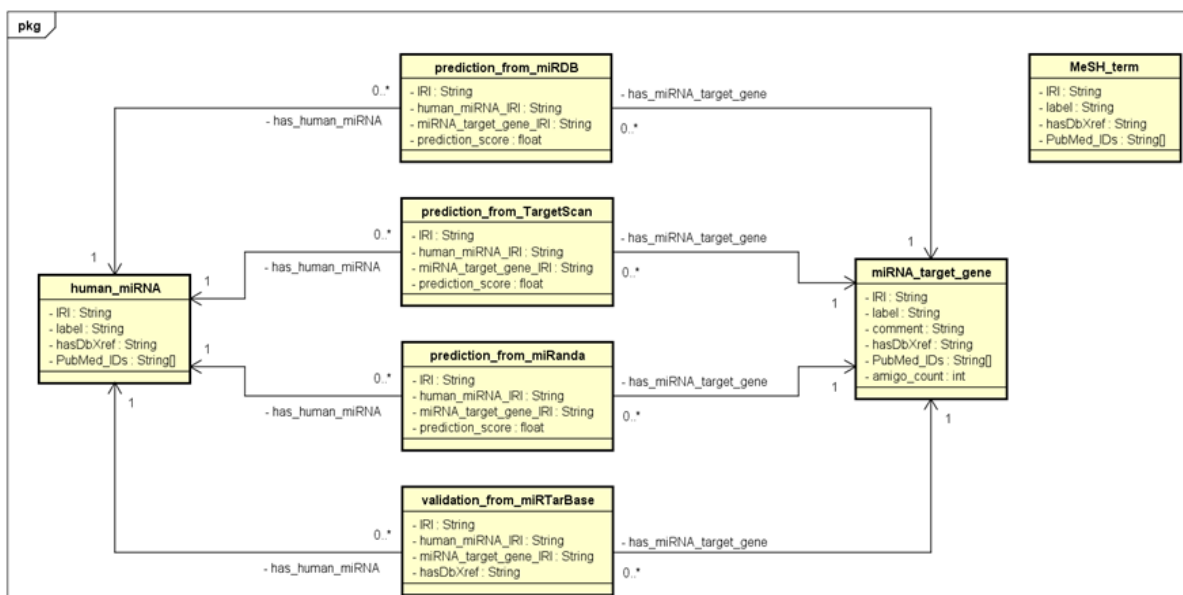 pkg
prediction_from_miRDB
- IRI : String
- human_miRNA_IRI : String
- miRNA_target_gene_IRI : String
- prediction_score : float
0..*
- has_human_miRNA
1
- has_miRNA_target_gene
0..*
1
MeSH_term
- IRI : String
- label : String
- hasDbXref : String
- PubMed_IDs : String[]
prediction_from_TargetScan
- IRI : String
- human_miRNA_IRI : String
- miRNA_target_gene_IRI : String
- prediction_score : float
0..*
- has_human_miRNA
1
- has_miRNA_target_gene
0..*
1
human_miRNA
- IRI : String
- label : String
- hasDbXref : String
- PubMed_IDs : String[]
miRNA_target_gene
- IRI : String
- label : String
- comment : String
- hasDbXref : String
- PubMed_IDs : String[]
- amigo_count : int
prediction_from_miRanda
- IRI : String
- human_miRNA_IRI : String
- miRNA_target_gene_IRI : String
- prediction_score : float
0..*
- has_human_miRNA
1
- has_miRNA_target_gene
0..*
1
validation_from_miRTarBase
- IRI : String
- human_miRNA_IRI : String
- miRNA_target_gene_IRI : String
- hasDbXref : String
0..*
- has_human_miRNA
1
- has_miRNA_target_gene
0..*
1